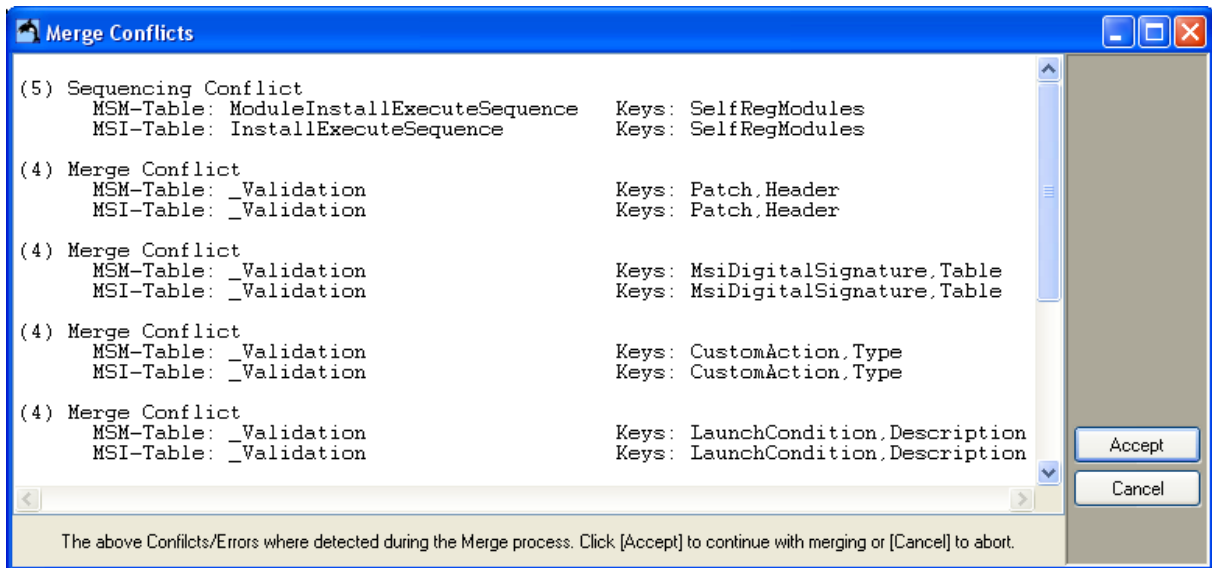 Merge Conflicts
(5) Sequencing Conflict
MSM-Table: ModuleInstallExecuteSequence Keys: SelfRegModules
MSI-Table: InstallExecuteSequence Keys: SelfRegModules
(4) Merge Conflict
MSM-Table: _Validation Keys: Patch,Header
MSI-Table: _Validation Keys: Patch,Header
(4) Merge Conflict
MSM-Table: _Validation Keys: MsiDigitalSignature,Table
MSI-Table: _Validation Keys: MsiDigitalSignature,Table
(4) Merge Conflict
MSM-Table: _Validation Keys: CustomAction,Type
MSI-Table: _Validation Keys: CustomAction,Type
(4) Merge Conflict
MSM-Table: _Validation Keys: LaunchCondition,Description
MSI-Table: _Validation Keys: LaunchCondition,Description
Accept
Cancel
The above Confilcts/Errors where detected during the Merge process. Click [Accept] to continue with merging or [Cancel] to abort.